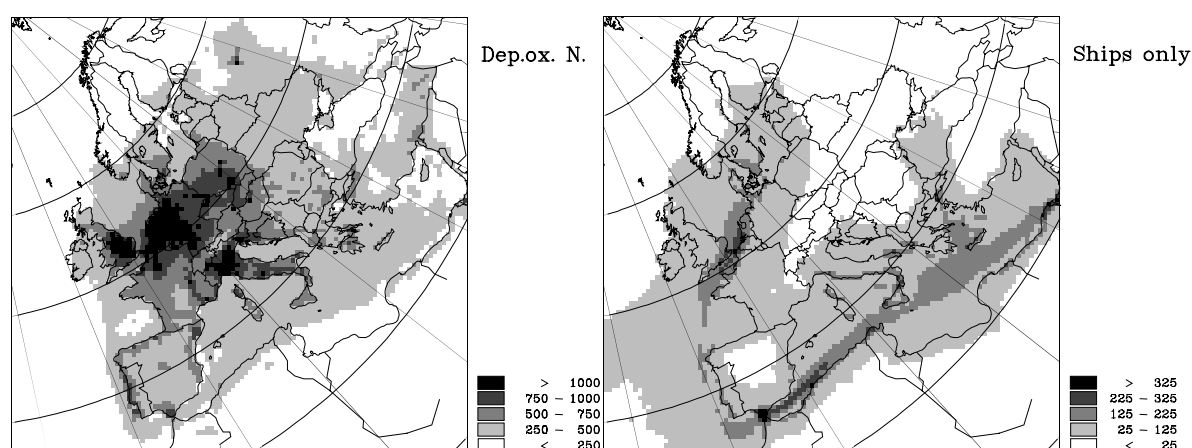 Dep.ox. N.
> 1000
750 - 1000
500 - 750
250 - 500
< 250
Ships only
> 325
225 - 325
125 - 225
25 - 125
< 25